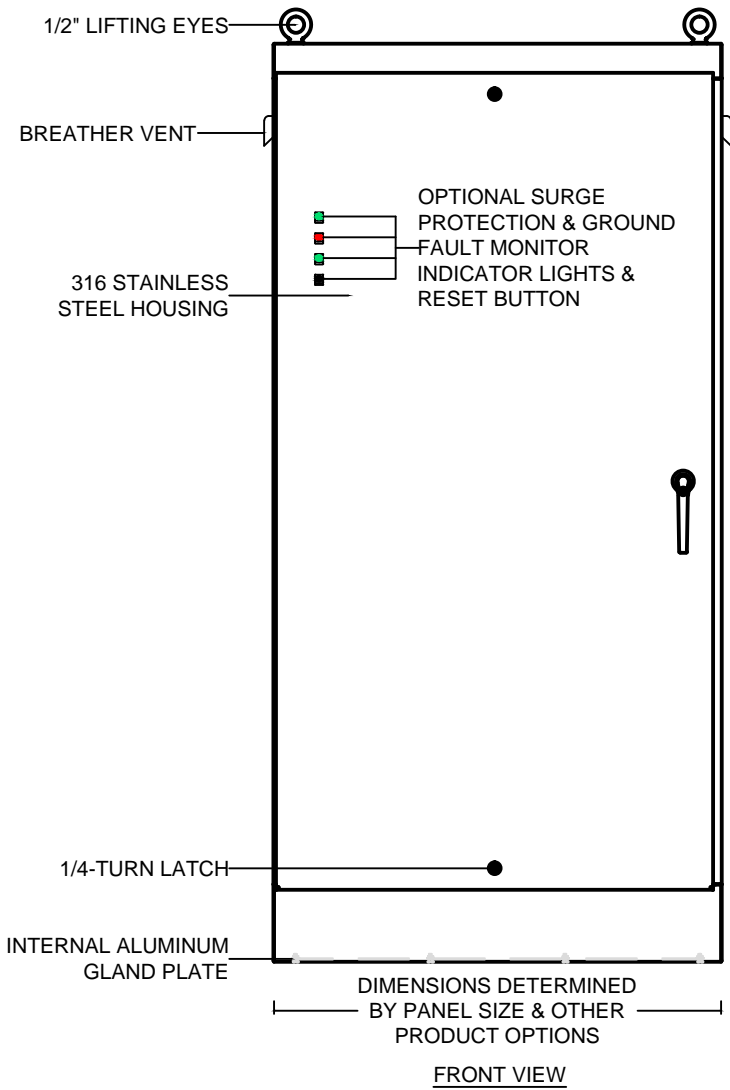 1/2" LIFTING EYES
BREATHER VENT
OPTIONAL SURGE
PROTECTION & GROUND
FAULT MONITOR
INDICATOR LIGHTS &
RESET BUTTON
316 STAINLESS
STEEL HOUSING
1/4-TURN LATCH
INTERNAL ALUMINUM
GLAND PLATE
DIMENSIONS DETERMINED
BY PANEL SIZE & OTHER
PRODUCT OPTIONS
FRONT VIEW